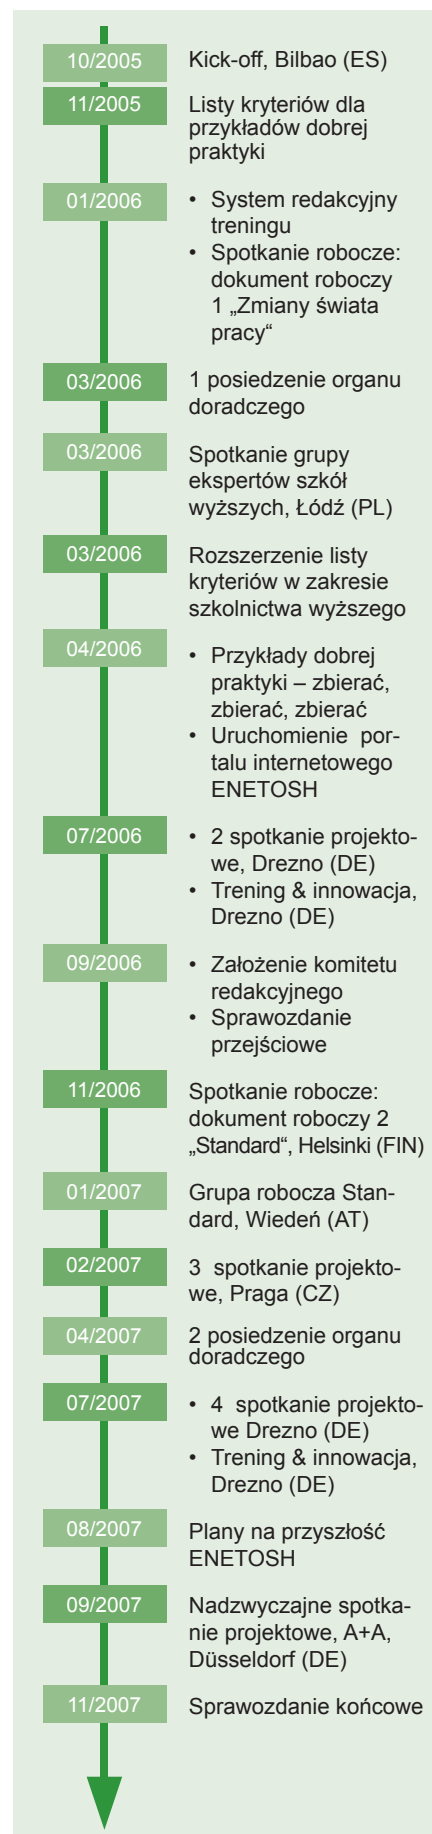 10/2005
Kick-off, Bilbao (ES)
11/2005
Listy kryteriów dla
przykładów dobrej
praktyki
01/2006
• System redakcyjny
treningu
• Spotkanie robocze:
dokument roboczy
1 „Zmiany świata
pracy“
03/2006
1 posiedzenie organu
doradczego
03/2006
Spotkanie grupy
ekspertów szkół
wyższych, Łódź (PL)
03/2006
Rozszerzenie listy
kryteriów w zakresie
szkolnictwa wyższego
04/2006
• Przykłady dobrej
praktyki – zbierać,
zbierać, zbierać
• Uruchomienie por-
talu internetowego
ENETOSH
07/2006
• 2 spotkanie projekto-
we, Drezno (DE)
• Trening & innowacja,
Drezno (DE)
09/2006
• Założenie komitetu
redakcyjnego
• Sprawozdanie
przejściowe
11/2006
Spotkanie robocze:
dokument roboczy 2
„Standard“, Helsinki (FIN)
01/2007
Grupa robocza Stan-
dard, Wiedeń (AT)
02/2007
3 spotkanie projekto-
we, Praga (CZ)
04/2007
2 posiedzenie organu
doradczego
07/2007
• 4 spotkanie projekto-
we Drezno (DE)
• Trening & innowacja,
Drezno (DE)
08/2007
Plany na przyszłość
ENETOSH
09/2007
Nadzwyczajne spotka-
nie projektowe, A+A,
Düsseldorf (DE)
11/2007
Sprawozdanie końcowe